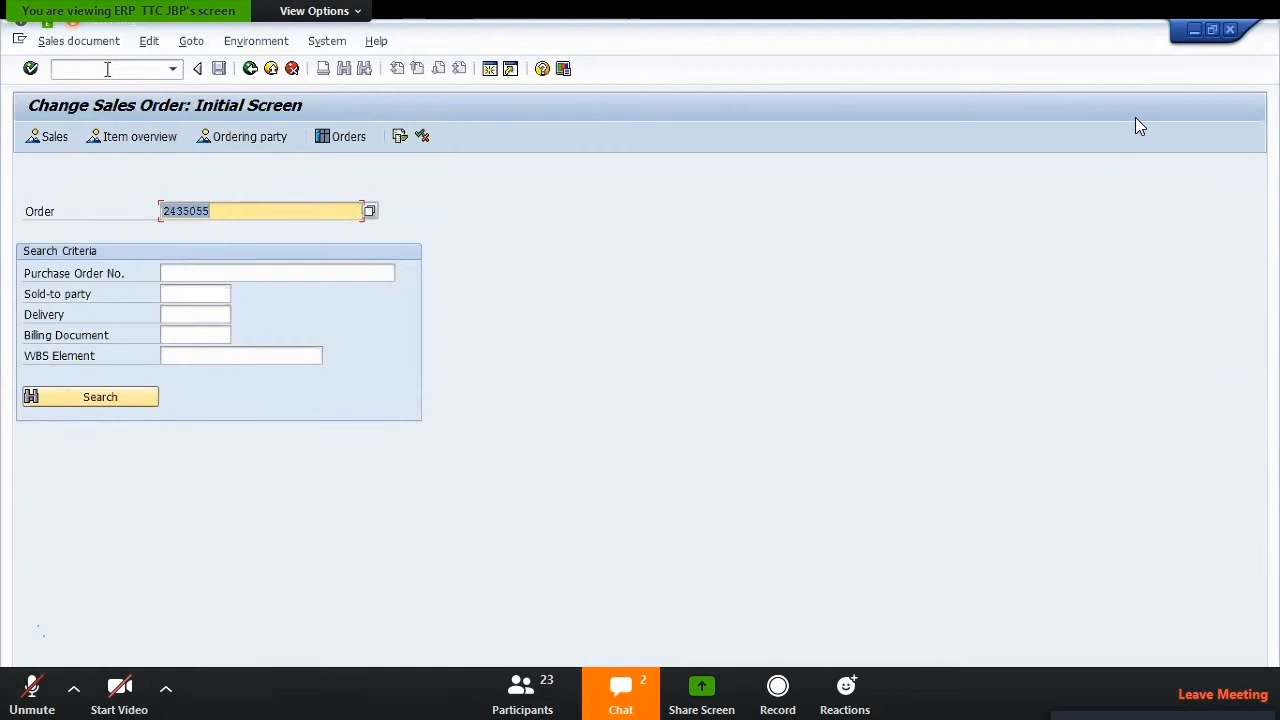 You are viewing ERP TTC JBP's screen
View Options
Sales document Edit Goto Environment System Help
Change Sales Order: Initial Screen
Sales Item overview Ordering party Orders
Order 2435055
Search Criteria
Purchase Order No.
Sold-to party
Delivery
Billing Document
WBS Element
Search
Unmute Start Video Participants 23 Chat 2 Share Screen Record Reactions Leave Meeting